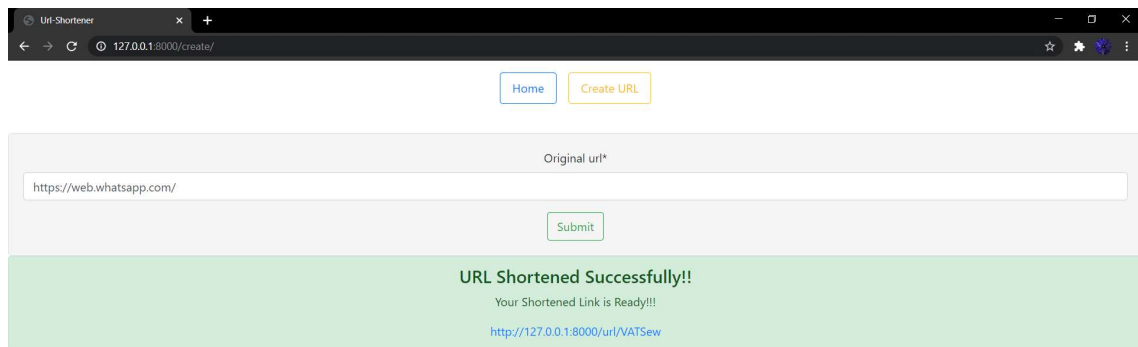 Url-Shortener
127.0.0.1:8000/create/
Home Create URL
Original url*
https://web.whatsapp.com/
Submit
URL Shortened Successfully!!
Your Shortened Link is Ready!!!
http://127.0.0.1:8000/url/VATSew